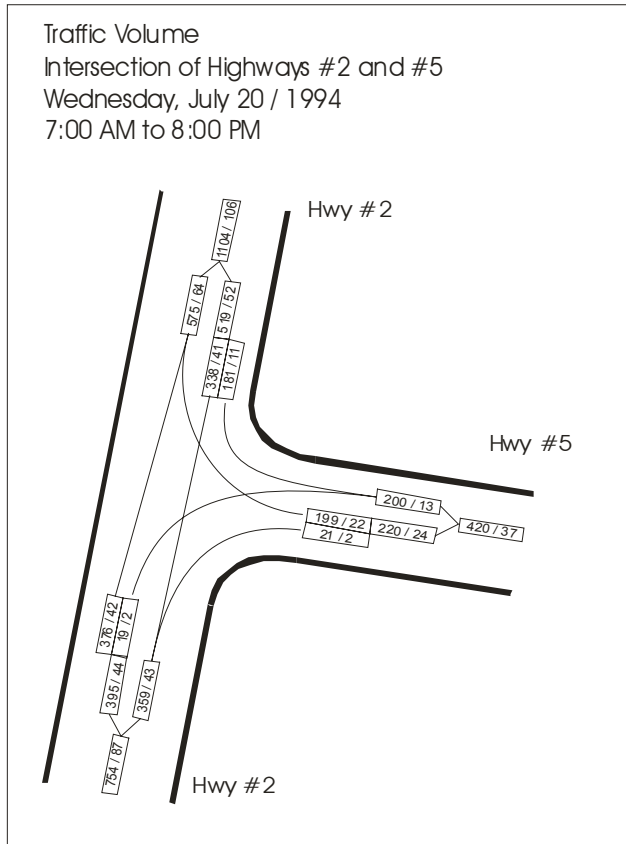 Traffic Volume
Intersection of Highways #2 and #5
Wednesday, July 20 / 1994
7:00 AM to 8:00 PM
Hwy #2
1104 / 106
575 / 64
519 / 52
338 / 41
181 / 11
Hwy #5
200 / 13
199 / 22
220 / 24
420 / 37
21 / 2
376 / 42
19 / 2
395 / 44
359 / 43
754 / 87
Hwy #2